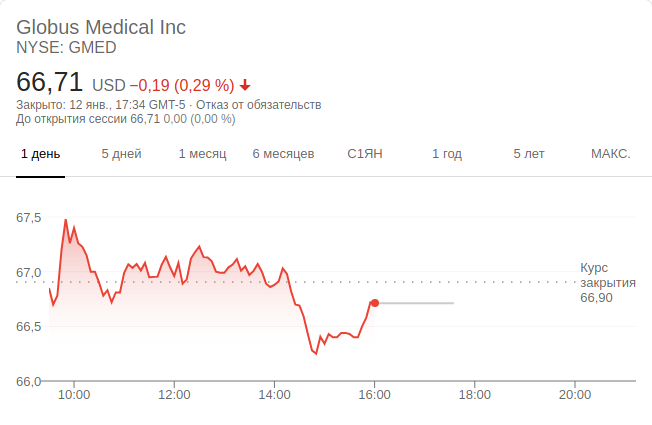 Globus Medical Inc
NYSE: GMED
66,71 USD −0,19 (0,29 %)
Закрыто: 12 янв., 17:34 GMT-5 · Отказ от обязательств
До открытия сессии 66,71 0,00 (0,00 %)
1 день 5 дней 1 месяц 6 месяцев С1ЯН 1 год 5 лет МАКС.
67,5
67,0
66,5
66,0
Курс
закрытия
66,90
10:00 12:00 14:00 16:00 18:00 20:00